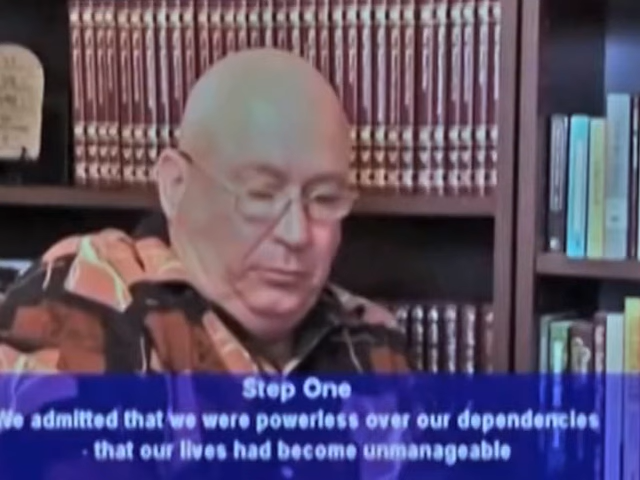 Step One
We admitted that we were powerless over our dependencies
- that our lives had become unmanageable